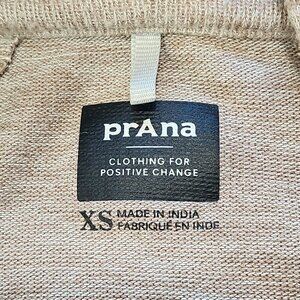 prAna
CLOTHING FOR
POSITIVE CHANGE
XS MADE IN INDIA
FABRIQUÉ EN INDE